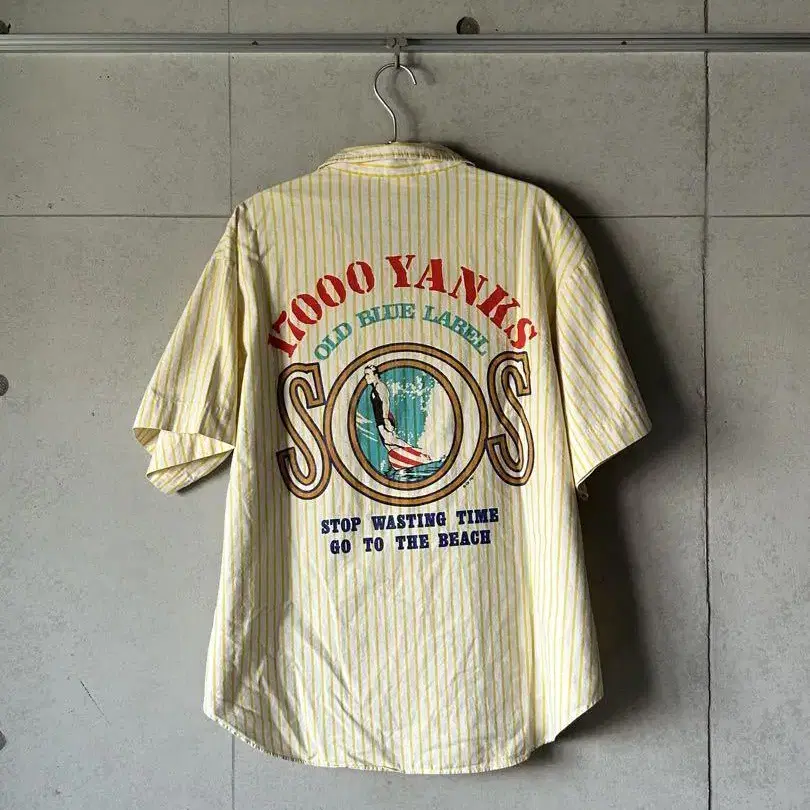 17000 YANKS
OLD BLUE LABEL
SOS
STOP WASTING TIME
GO TO THE BEACH